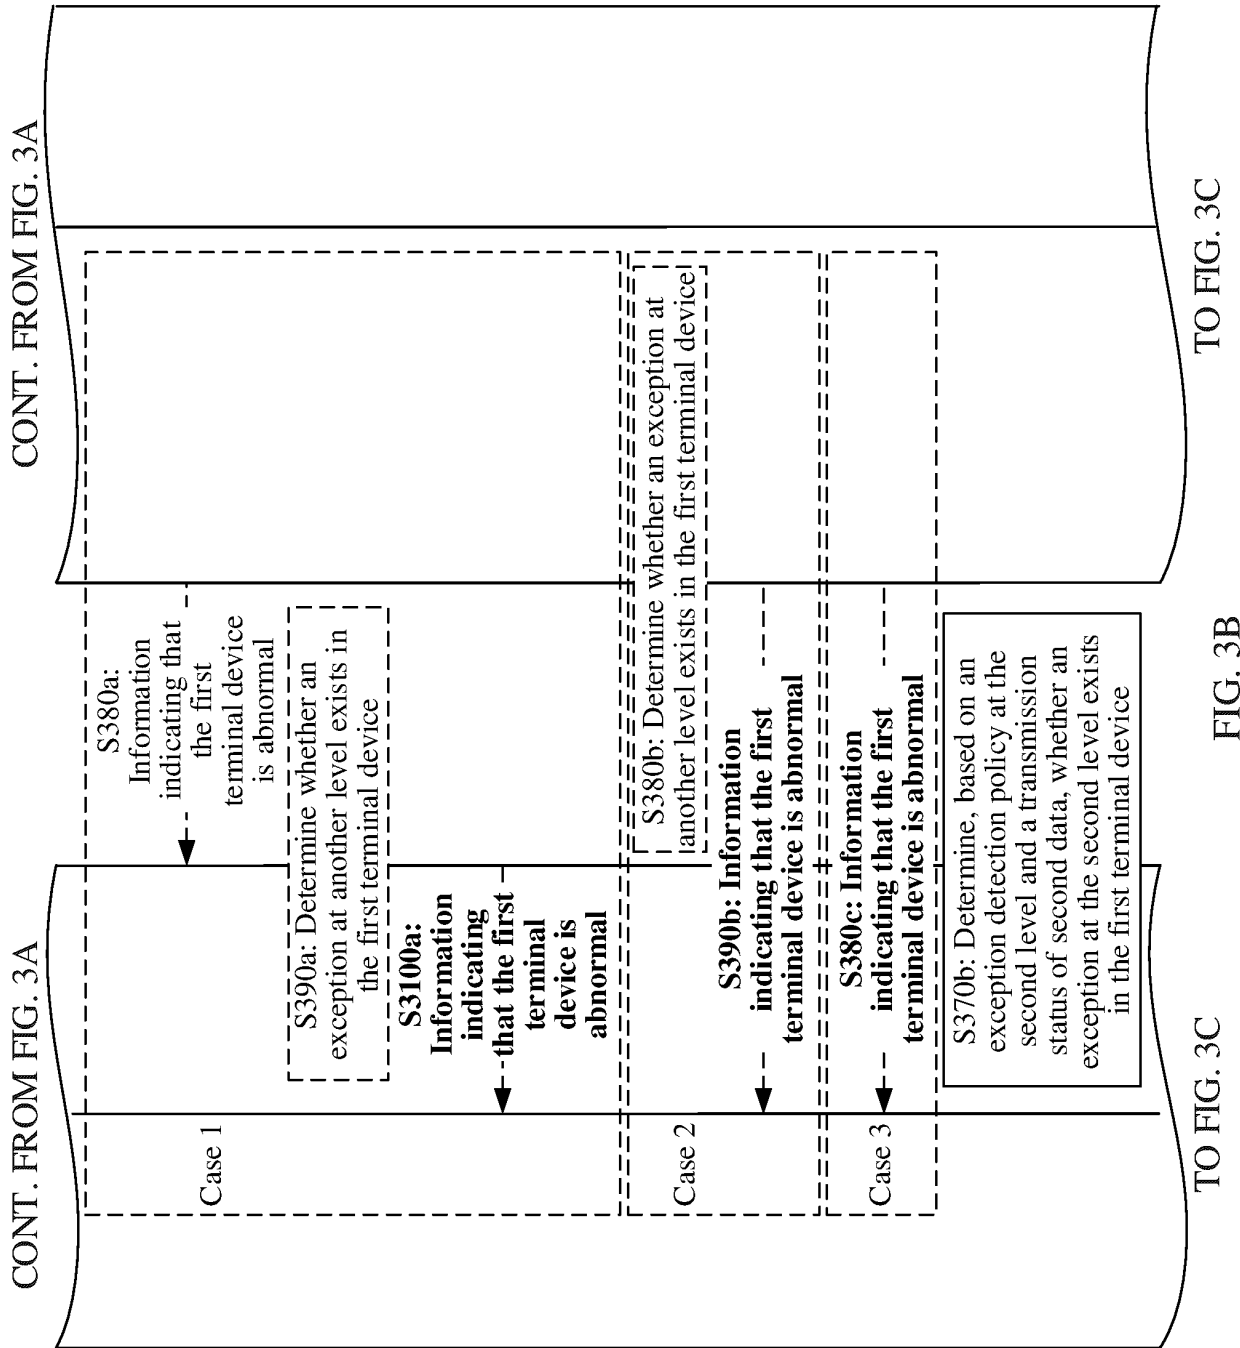 CONT. FROM FIG. 3A
CONT. FROM FIG. 3A
Case 1
S380a:
Information
indicating that
the first
terminal device
is abnormal
S390a: Determine whether an
exception at another level exists in
the first terminal device
S3100a:
Information
indicating
that the first
terminal
device is
abnormal
Case 2
S380b: Determine whether an exception at
another level exists in the first terminal device
S390b: Information
indicating that the first
terminal device is abnormal
Case 3
S380c: Information
indicating that the first
terminal device is abnormal
S370b: Determine, based on an
exception detection policy at the
second level and a transmission
status of second data, whether an
exception at the second level exists
in the first terminal device
TO FIG. 3C
TO FIG. 3C
FIG. 3B